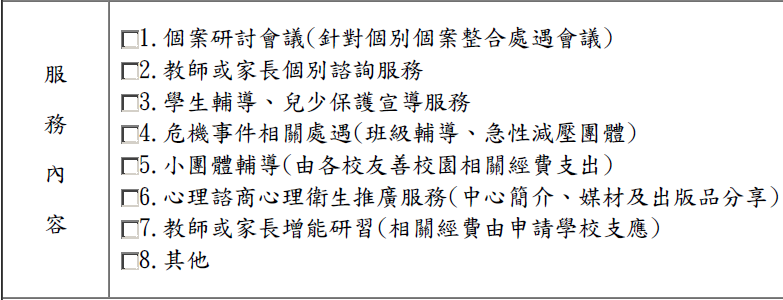 服務內容
□1.個案研討會議(針對個別個案整合處遇會議)
□2.教師或家長個別諮詢服務
□3.學生輔導、兒少保護宣導服務
□4.危機事件相關處遇(班級輔導、急性減壓團體)
□5.小團體輔導(由各校友善校園相關經費支出)
□6.心理諮商心理衛生推廣服務(中心簡介、媒材及出版品分享)
□7.教師或家長增能研習(相關經費由申請學校支應)
□8.其他